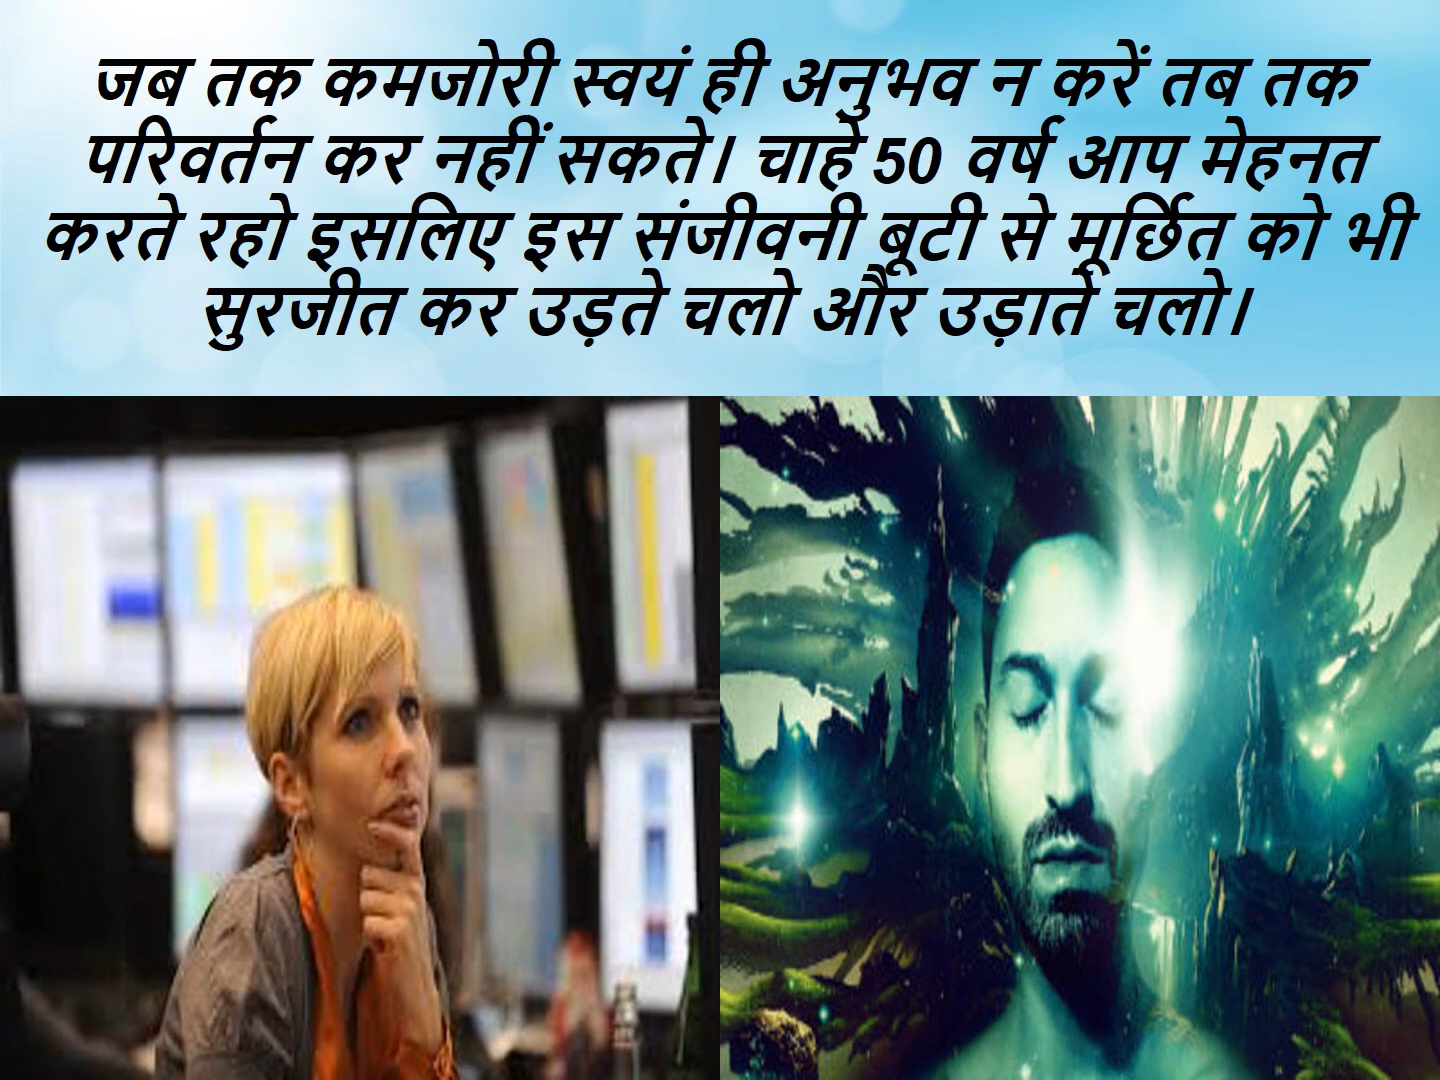 जब तक कमजोरी स्वयं ही अनुभव न करें तब तक
परिवर्तन कर नहीं सकते। चाहे 50 वर्ष आप मेहनत
करते रहो इसलिए इस संजीवनी बूटी से मूर्छित को भी
सुरजीत कर उड़ते चलो और उड़ाते चलो।